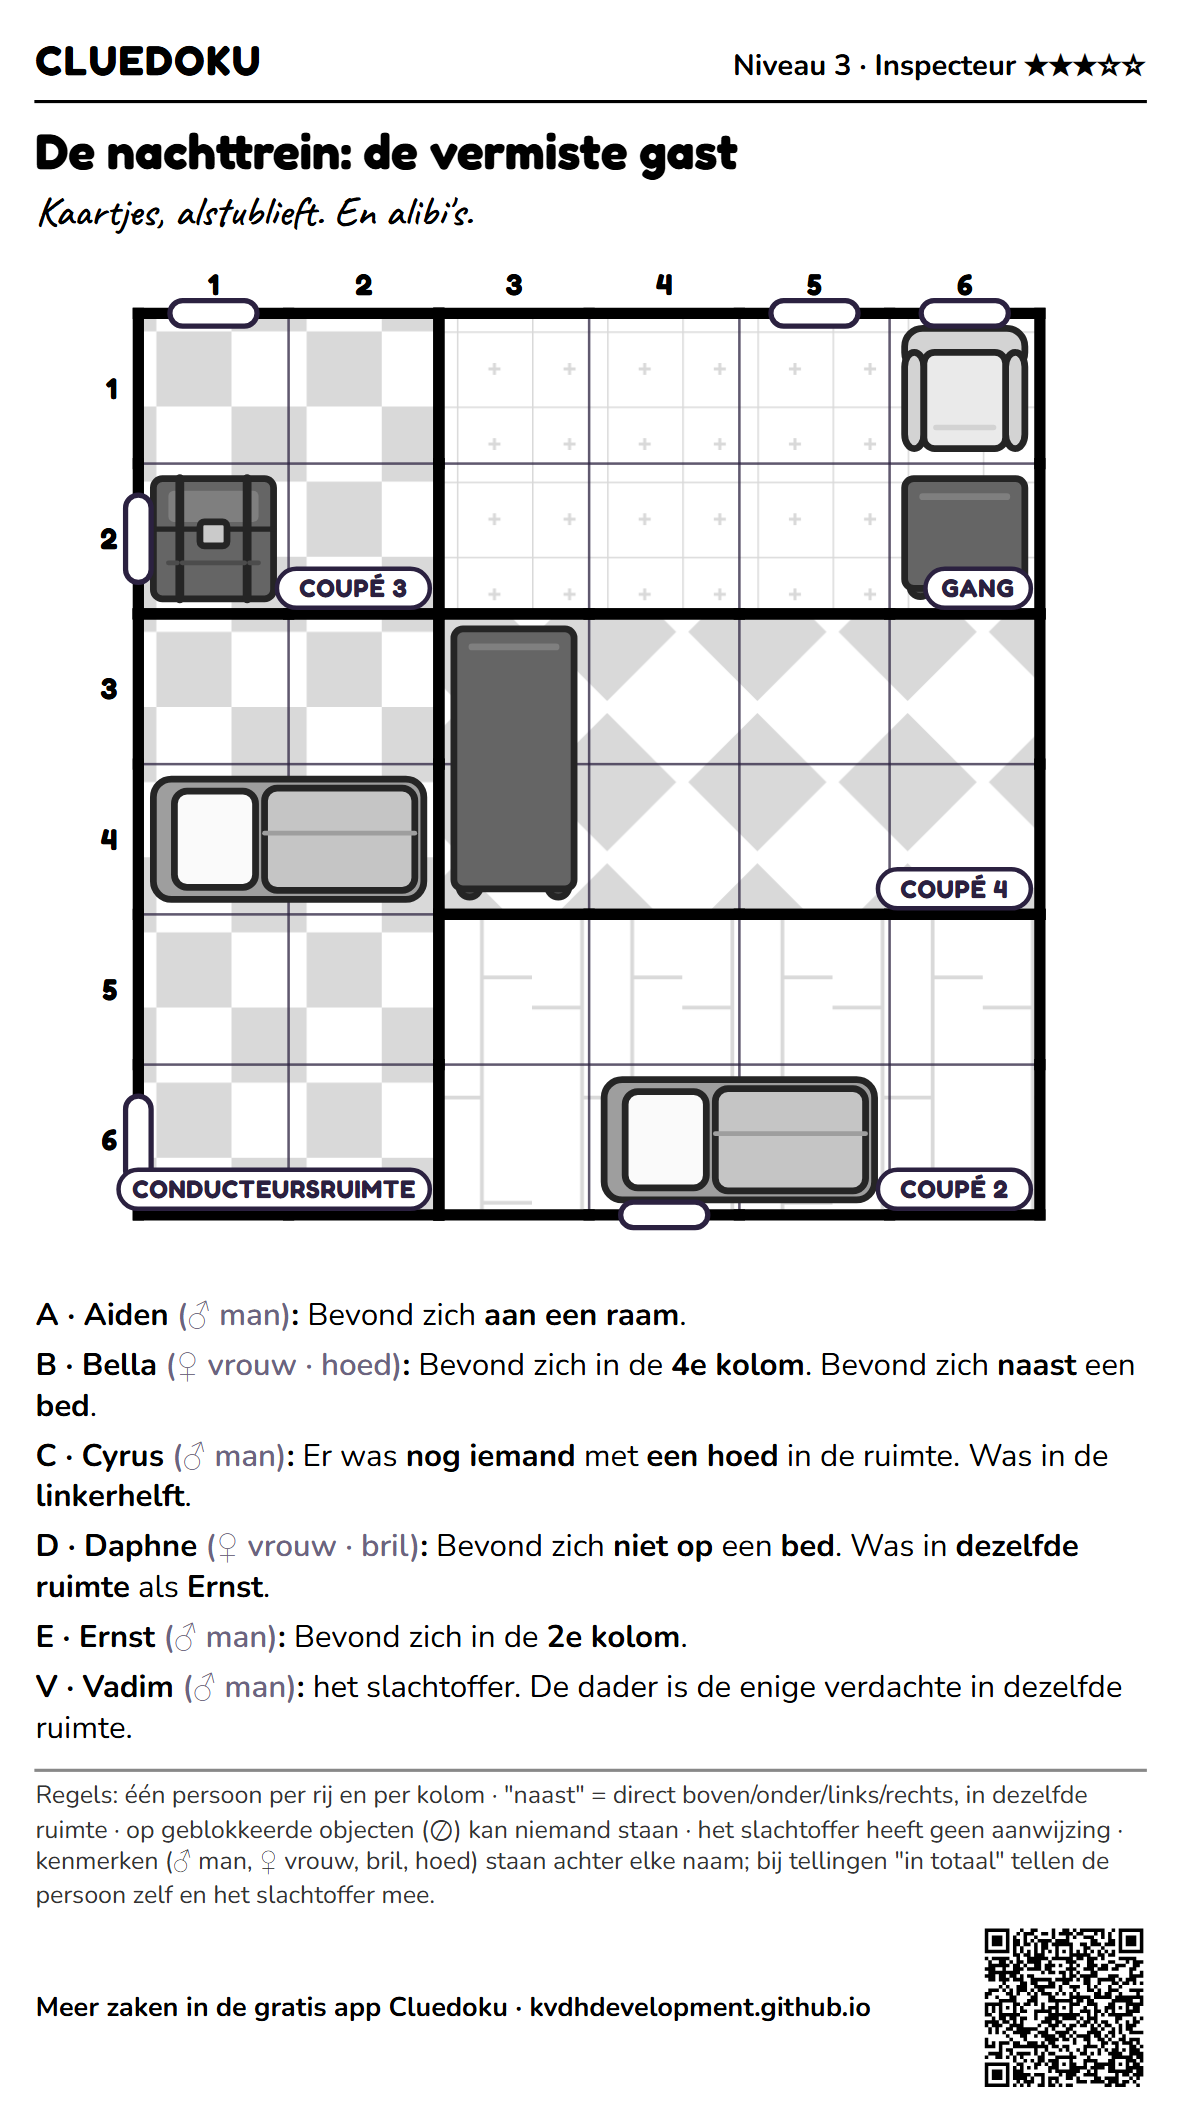 CLUEDOKU
Niveau 3 · Inspecteur ★★★☆☆
De nachttrein: de vermiste gast
Kaartjes, alstublieft. En alibi's.
1 2 3 4 5 6
1
2
COUPÉ 3
GANG
3
4
COUPÉ 4
5
6
CONDUCTEURSRUIMTE
COUPÉ 2
A · Aiden (♂ man): Bevond zich aan een raam.
B · Bella (♀ vrouw · hoed): Bevond zich in de 4e kolom. Bevond zich naast een
bed.
C · Cyrus (♂ man): Er was nog iemand met een hoed in de ruimte. Was in de
linkerhelft.
D · Daphne (♀ vrouw · bril): Bevond zich niet op een bed. Was in dezelfde
ruimte als Ernst.
E · Ernst (♂ man): Bevond zich in de 2e kolom.
V · Vadim (♂ man): het slachtoffer. De dader is de enige verdachte in dezelfde
ruimte.
Regels: één persoon per rij en per kolom · "naast" = direct boven/onder/links/rechts, in dezelfde
ruimte · op geblokkeerde objecten (⊘) kan niemand staan · het slachtoffer heeft geen aanwijzing ·
kenmerken (♂ man, ♀ vrouw, bril, hoed) staan achter elke naam; bij tellingen "in totaal" tellen de
persoon zelf en het slachtoffer mee.
Meer zaken in de gratis app Cluedoku · kvdhdevelopment.github.io